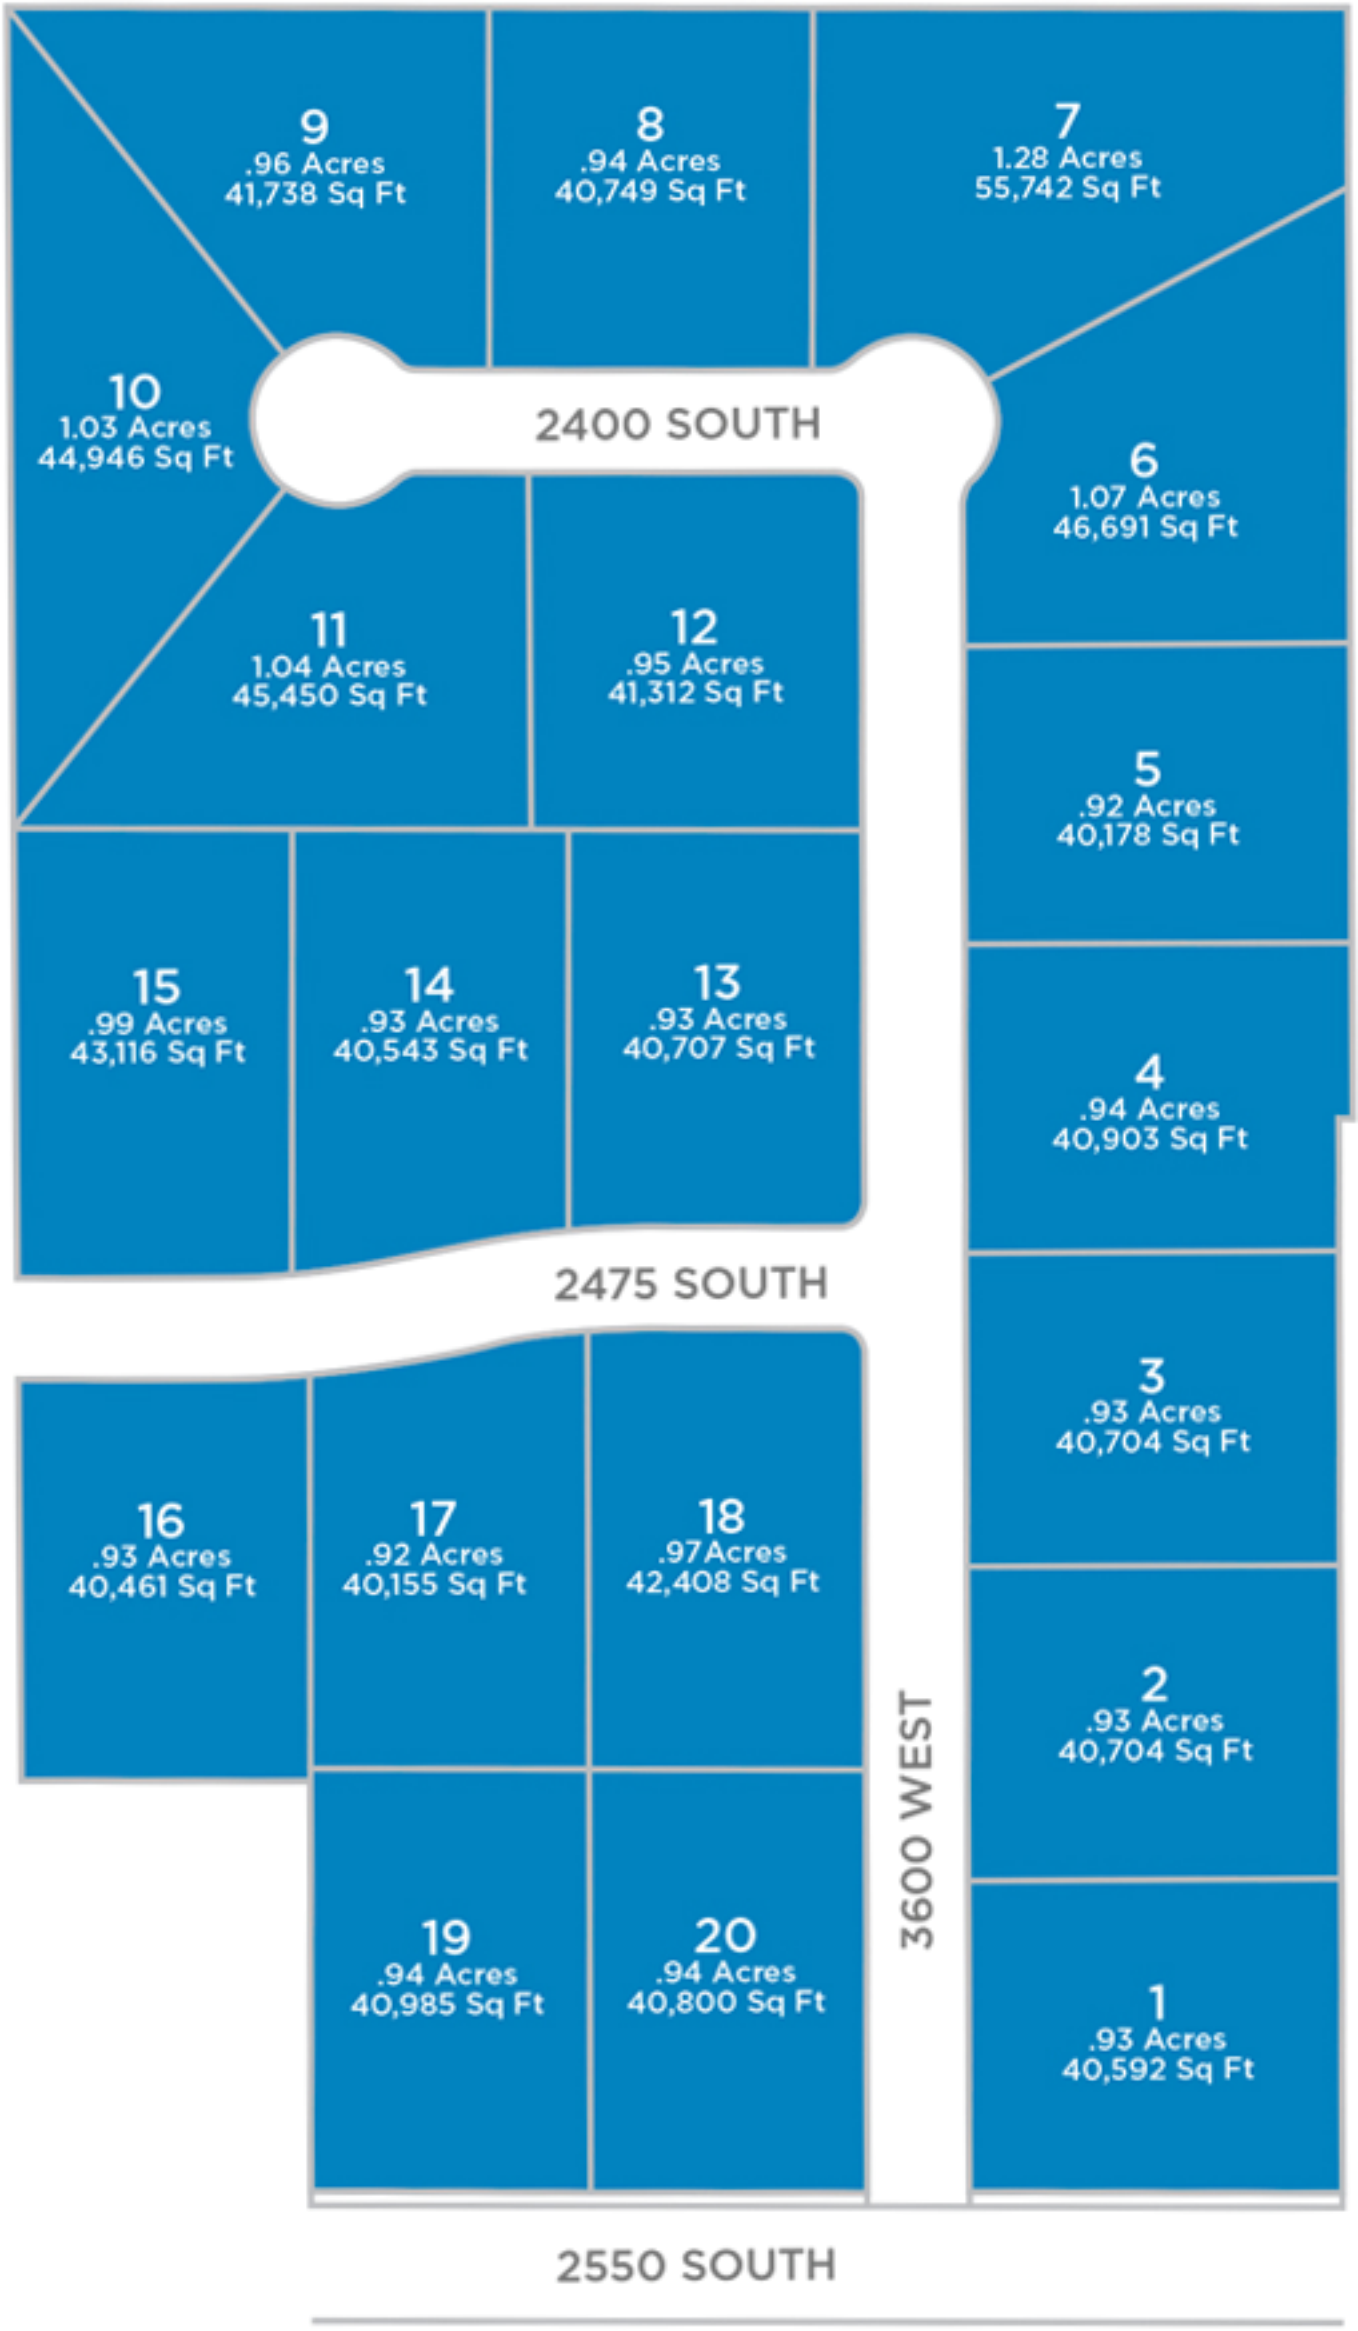 9
.96 Acres
41,738 Sq Ft
8
.94 Acres
40,749 Sq Ft
7
1.28 Acres
55,742 Sq Ft
10
1.03 Acres
44,946 Sq Ft
2400 SOUTH
6
1.07 Acres
46,691 Sq Ft
11
1.04 Acres
45,450 Sq Ft
12
.95 Acres
41,312 Sq Ft
5
.92 Acres
40,178 Sq Ft
15
.99 Acres
43,116 Sq Ft
14
.93 Acres
40,543 Sq Ft
13
.93 Acres
40,707 Sq Ft
4
.94 Acres
40,903 Sq Ft
2475 SOUTH
3
.93 Acres
40,704 Sq Ft
16
.93 Acres
40,461 Sq Ft
17
.92 Acres
40,155 Sq Ft
18
.97Acres
42,408 Sq Ft
2
.93 Acres
40,704 Sq Ft
3600 WEST
19
.94 Acres
40,985 Sq Ft
20
.94 Acres
40,800 Sq Ft
1
.93 Acres
40,592 Sq Ft
2550 SOUTH